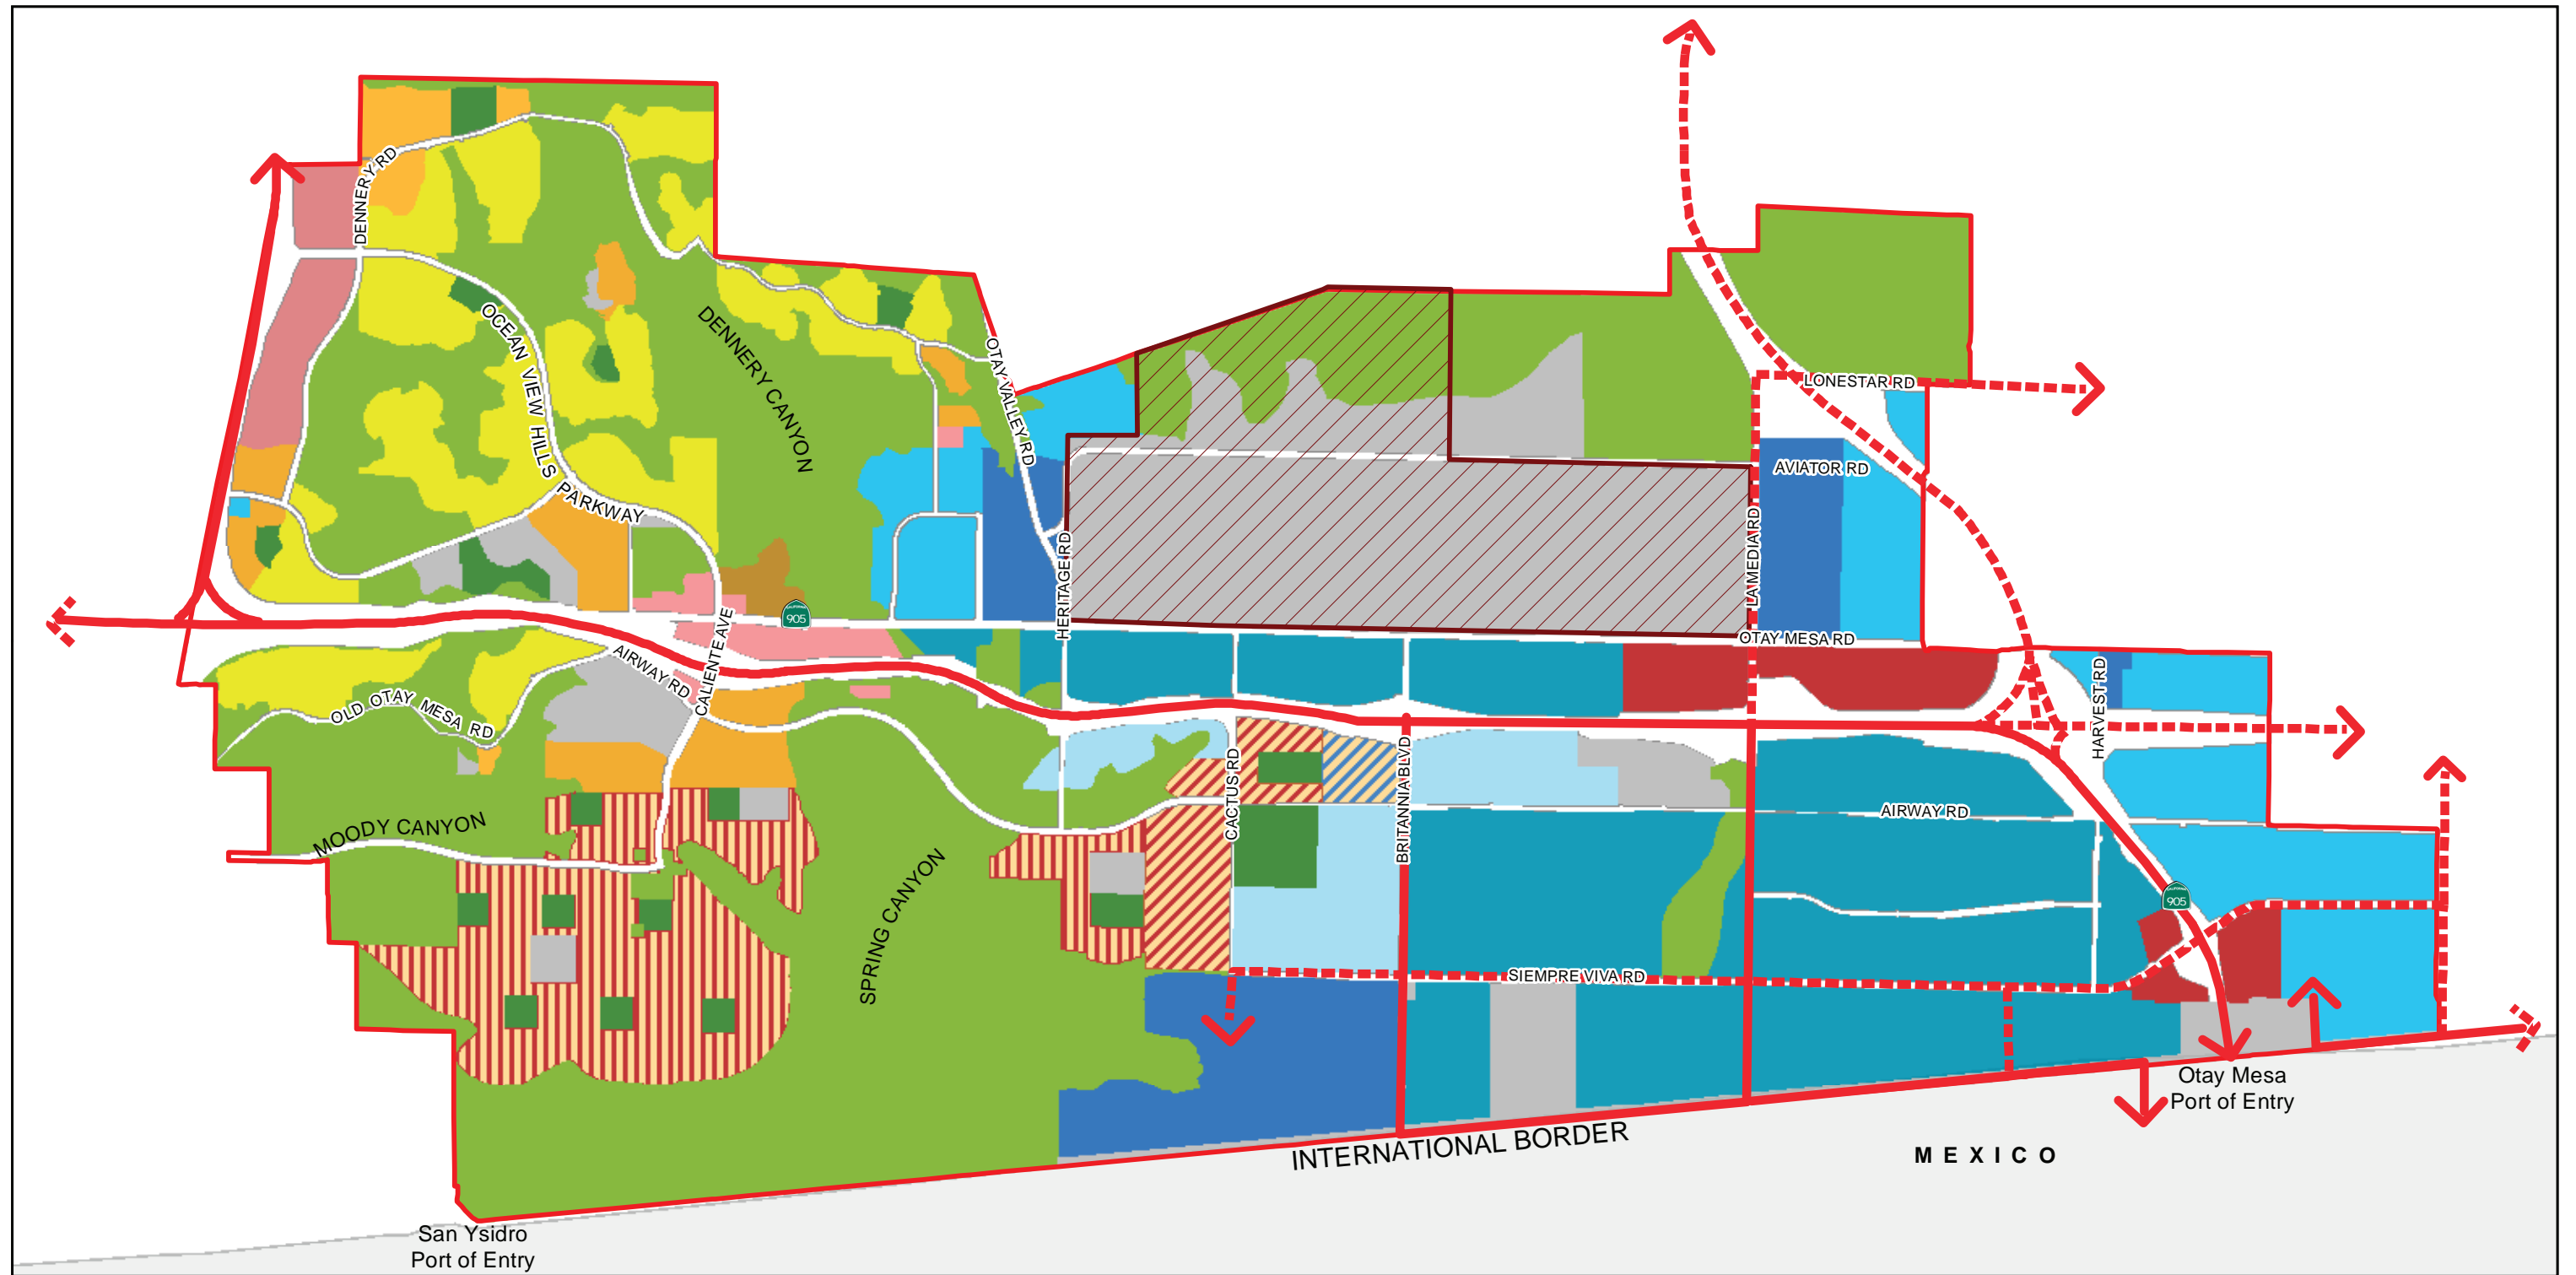 DENNERY RD
OCEAN VIEW HILLS PARKWAY
DENNERY CANYON
OTAY VALLEY RD
LONESTAR RD
AVIATOR RD
HERITAGE RD
LA MEDIA RD
CALIFORNIA
905
OTAY MESA RD
CALIENTE AVE
AIRWAY RD
OLD OTAY MESA RD
HARVEST RD
CACTUS RD
BRITANNIA BLVD
AIRWAY RD
MOODY CANYON
SPRING CANYON
CALIFORNIA
905
SIEMPRE VIVA RD
Otay Mesa
Port of Entry
INTERNATIONAL BORDER
MEXICO
San Ysidro
Port of Entry